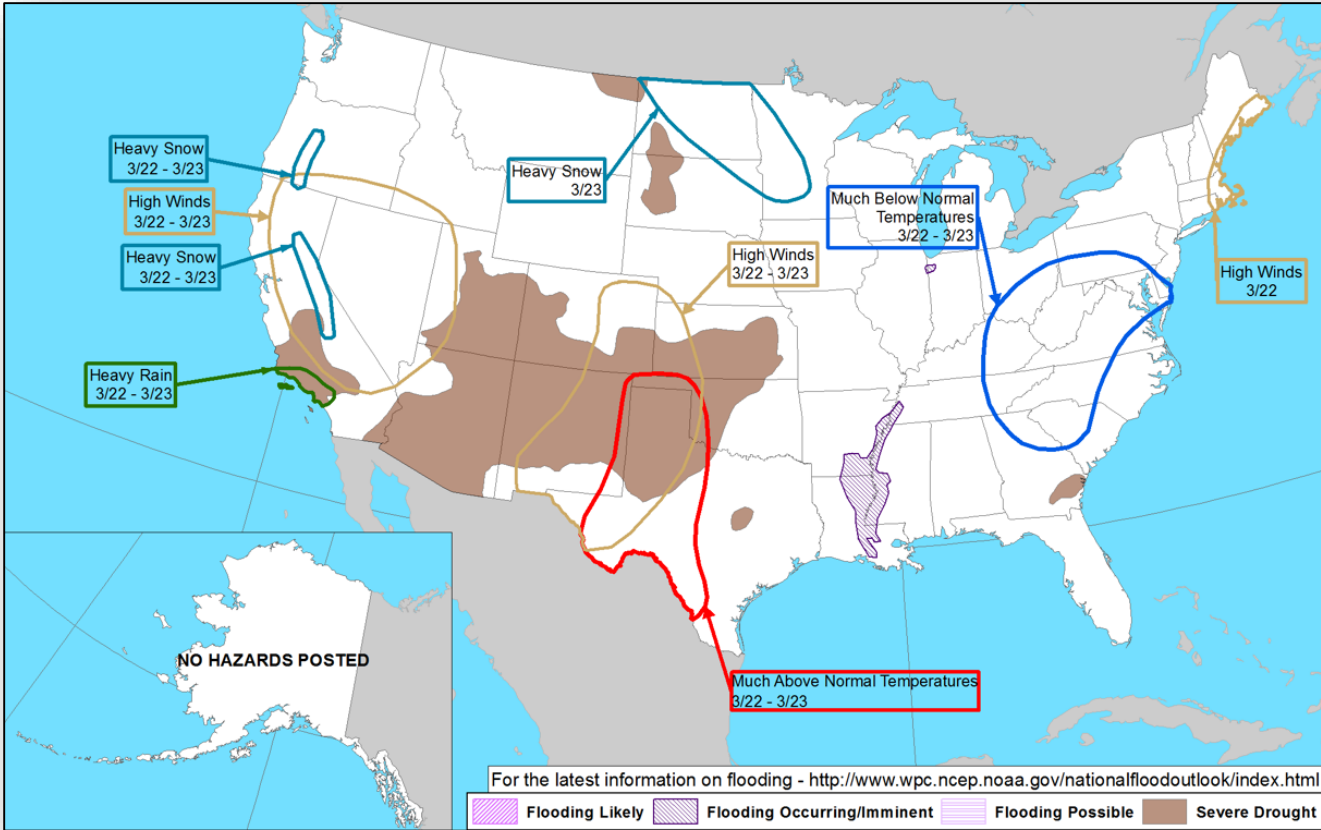 Heavy Snow
3/22 - 3/23
High Winds
3/22 - 3/23
Heavy Snow
3/22 - 3/23
Heavy Rain
3/22 - 3/23
Heavy Snow
3/23
High Winds
3/22 - 3/23
Much Below Normal
Temperatures
3/22 - 3/23
High Winds
3/22
NO HAZARDS POSTED
Much Above Normal Temperatures
3/22 - 3/23
For the latest information on flooding - http://www.wpc.ncep.noaa.gov/nationalfloodoutlook/index.html
Flooding Likely
Flooding Occurring/Imminent
Flooding Possible
Severe Drought